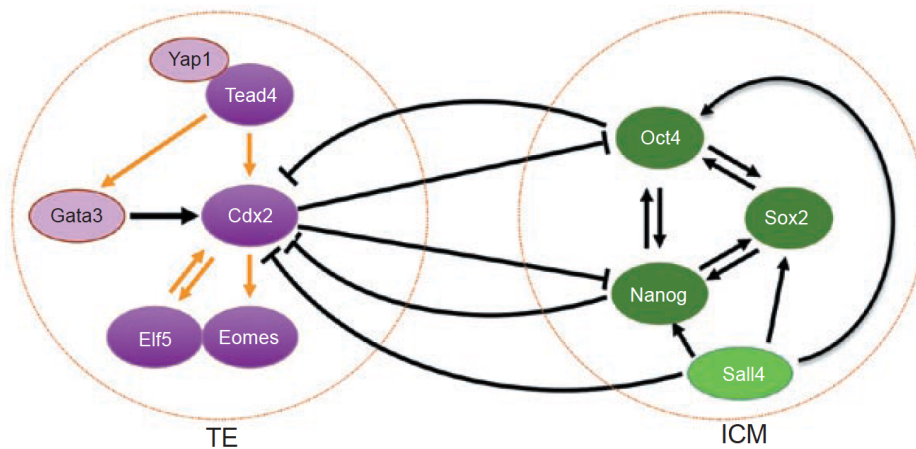 Yap1
Tead4
Gata3
Cdx2
Elf5
Eomes
TE
Oct4
Sox2
Nanog
Sall4
ICM